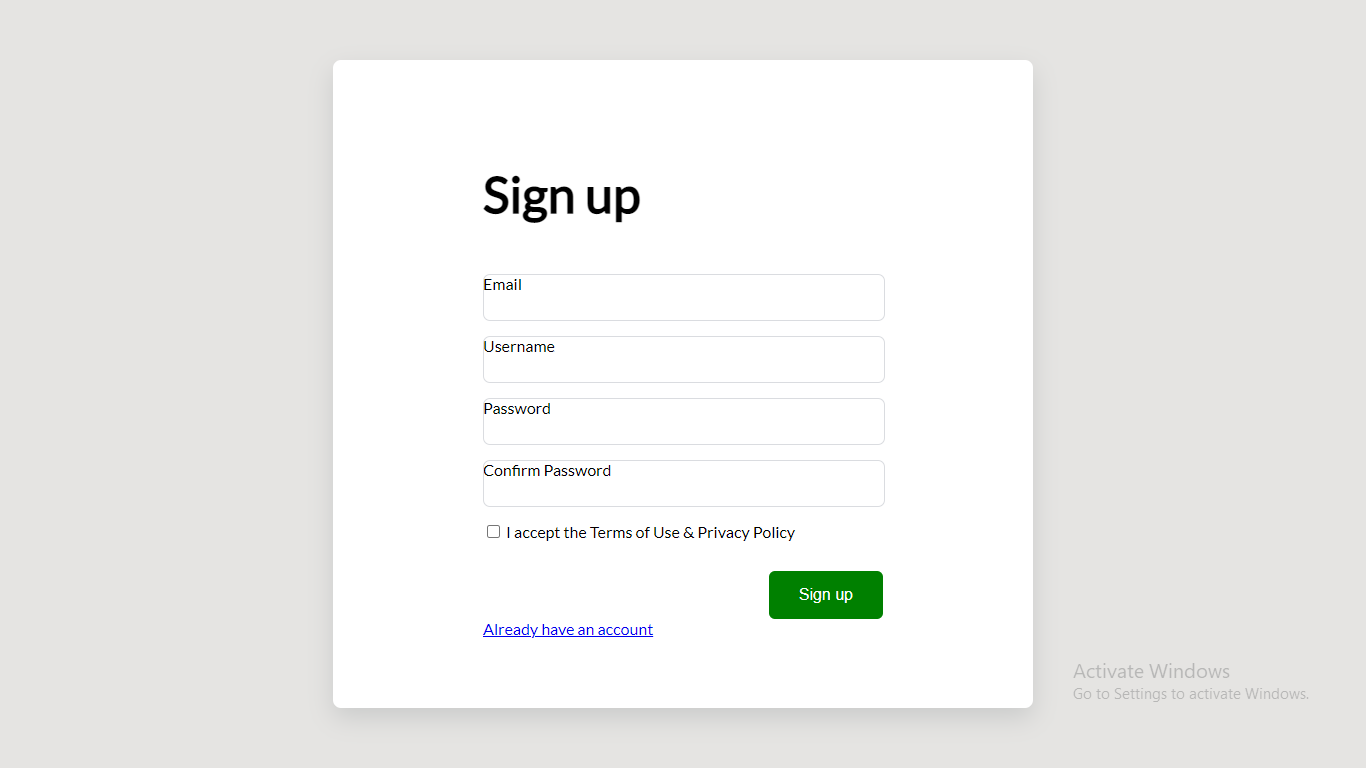 Sign up
Email
Username
Password
Confirm Password
I accept the Terms of Use & Privacy Policy
Sign up
Already have an account
Activate Windows
Go to Settings to activate Windows.